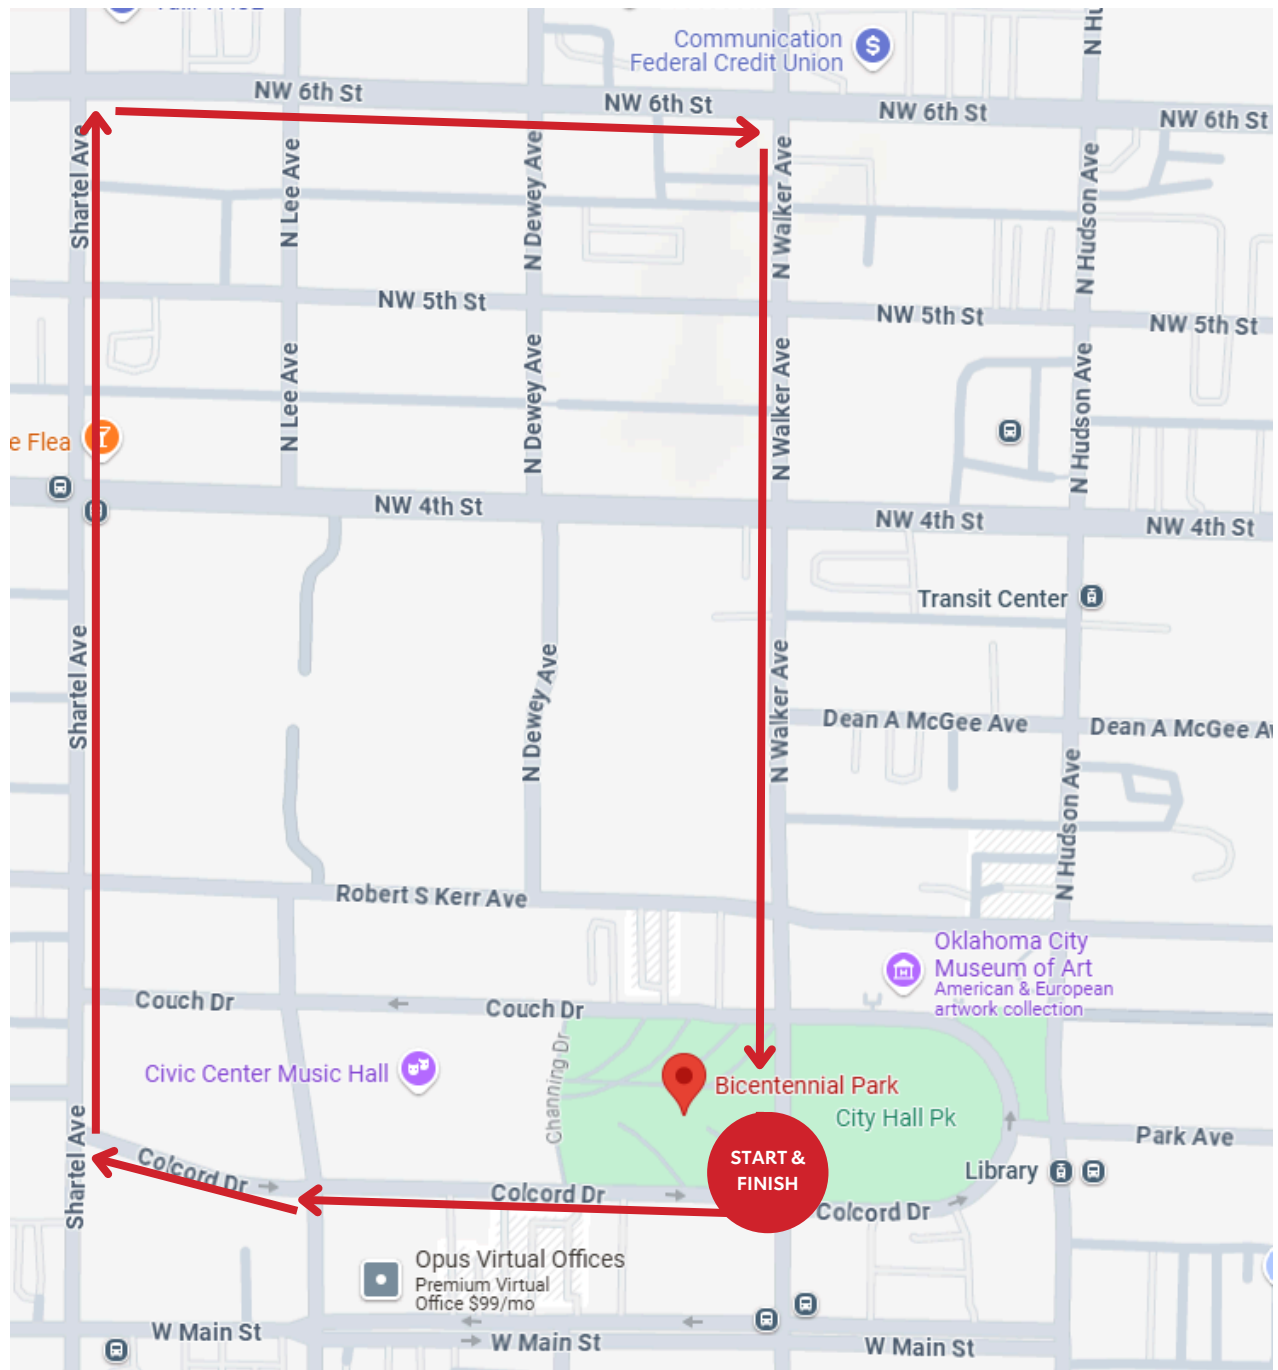 Communication
Federal Credit Union
NW 6th St
NW 6th St
NW 6th St
NW 6th St
Shartel Ave
N Lee Ave
N Dewey Ave
N Walker Ave
N Hudson Ave
NW 5th St
NW 5th St
NW 5th St
N Lee Ave
N Dewey Ave
N Walker Ave
N Hudson Ave
e Flea
NW 4th St
NW 4th St
NW 4th St
Transit Center
Shartel Ave
N Dewey Ave
N Walker Ave
Dean A McGee Ave
Dean A McGee Av
N Hudson Ave
Robert S Kerr Ave
Oklahoma City
Museum of Art
American & European
artwork collection
Couch Dr
Couch Dr
Channing Dr
Civic Center Music Hall
Bicentennial Park
City Hall Pk
Park Ave
Shartel Ave
START &
FINISH
Library
Colcord Dr
Colcord Dr
Colcord Dr
Opus Virtual Offices
Premium Virtual
Office $99/mo
W Main St
W Main St
W Main St